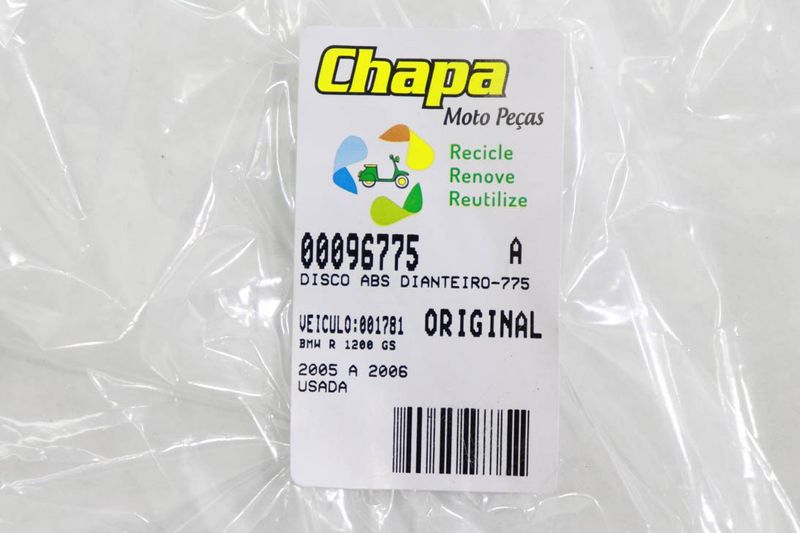 Chapa
Moto Peças
Recicle
Renove
Reutilize
00096775 A
DISCO ABS DIANTEIRO-775
VEICULO:001781 ORIGINAL
BMW R 1200 GS
2005 A 2006
USADA